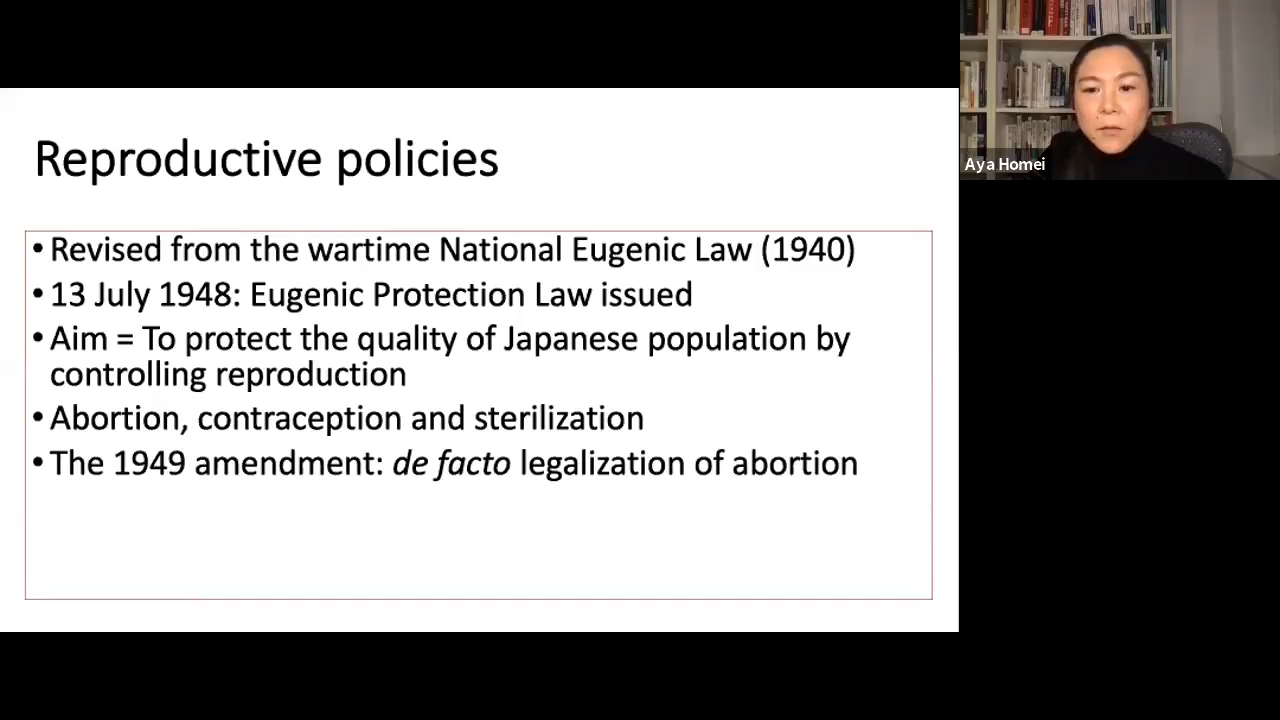 Reproductive policies
• Revised from the wartime National Eugenic Law (1940)
• 13 July 1948: Eugenic Protection Law issued
• Aim = To protect the quality of Japanese population by
controlling reproduction
• Abortion, contraception and sterilization
• The 1949 amendment: de facto legalization of abortion
Aya Homei